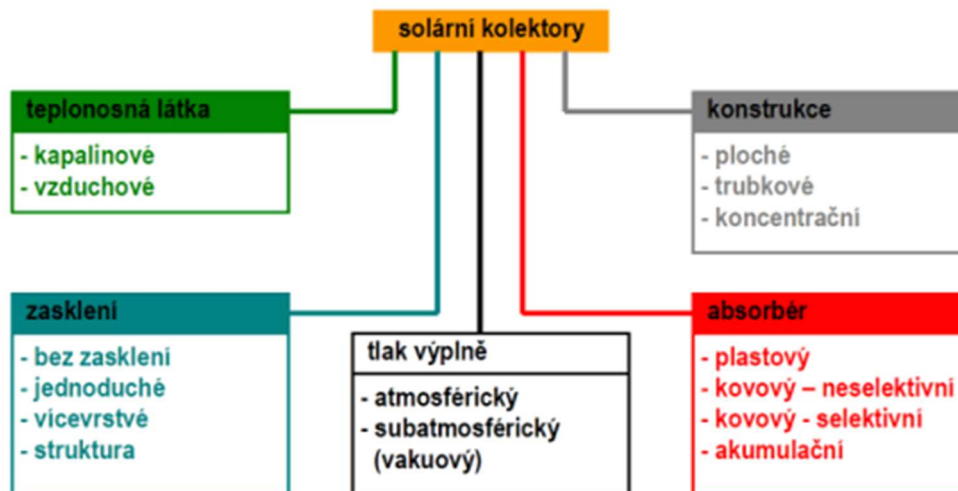 solární kolektory
teplonosná látka
- kapalinové
- vzduchové
konstrukce
- ploché
- trubkové
- koncentrační
zasklení
- bez zasklení
- jednoduché
- vícevrstvé
- struktura
tlak výplně
- atmosférický
- subatmosférický
(vakuový)
absorbér
- plastový
- kovový – neselektivní
- kovový - selektivní
- akumulační